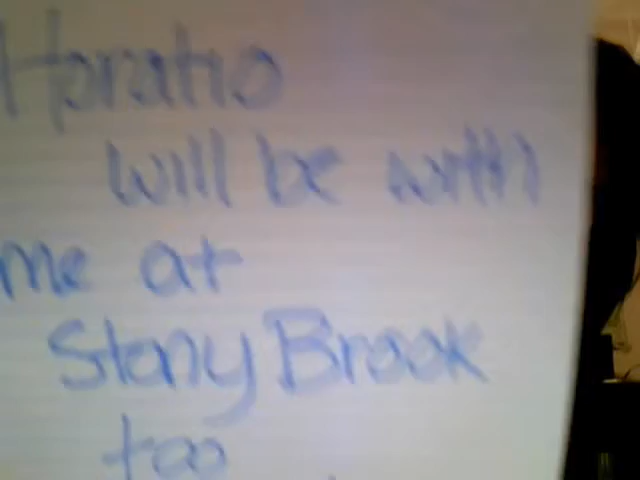 Horatio
will be with
me at
Stony Brook
too